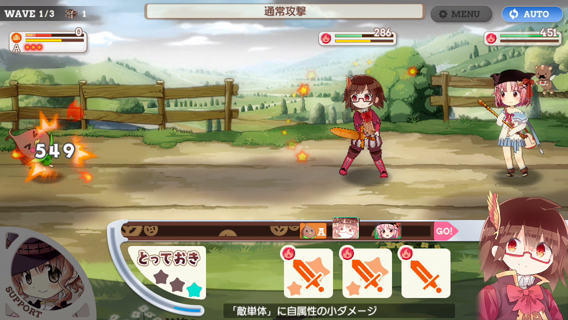 WAVE 1/3
1
通常攻撃
MENU
AUTO
0
A
286
451
549
GO!
とっておき
SUPPORT
「敵単体」に自属性の小ダメージ